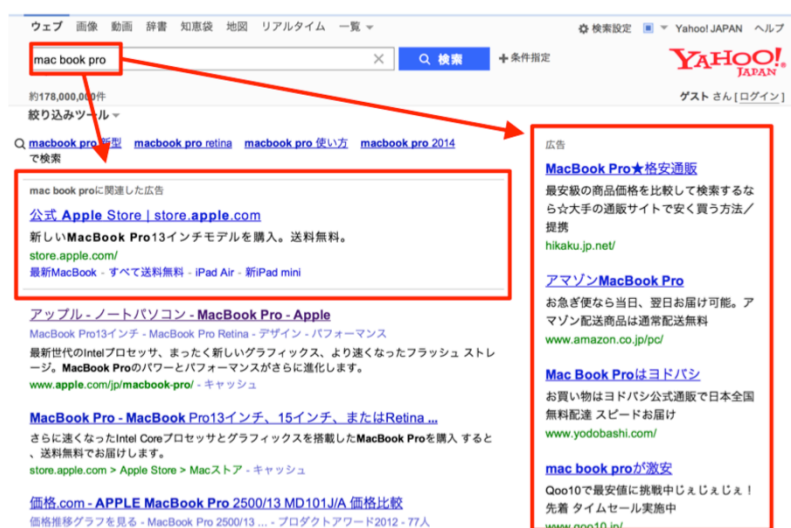 ウェブ 画像 動画 辞書 知恵袋 地図 リアルタイム 一覧
検索設定 Yahoo! JAPAN ヘルプ
mac book pro
検索
+条件指定
YAHOO!
JAPAN
約178,000,000件
ゲスト さん [ログイン]
絞り込みツール
macbook pro 新型 macbook pro retina macbook pro 使い方 macbook pro 2014
で検索
mac book proに関連した広告
公式 Apple Store | store.apple.com
新しいMacBook Pro13インチモデルを購入。送料無料。
store.apple.com/
最新MacBook - すべて送料無料 - iPad Air - 新iPad mini
アップル - ノートパソコン - MacBook Pro - Apple
MacBook Pro13インチ - MacBook Pro Retina - デザイン - パフォーマンス
最新世代のIntelプロセッサ、まったく新しいグラフィックス、より速くなったフラッシュ ストレ
ージ。MacBook Proのパワーとパフォーマンスがさらに進化します。
www.apple.com/jp/macbook-pro/ - キャッシュ
MacBook Pro - MacBook Pro13インチ、15インチ、またはRetina ...
さらに速くなったIntel Coreプロセッサとグラフィックスを搭載したMacBook Proを購入 すると
、送料無料でお届けします。
store.apple.com > Apple Store > Macストア - キャッシュ
価格.com - APPLE MacBook Pro 2500/13 MD101J/A 価格比較
価格推移グラフを見る - MacBook Pro 2500/13 ... - プロダクトアワード2012 - 77人
広告
MacBook Pro★格安通販
最安級の商品価格を比較して検索するな
ら☆大手の通販サイトで安く買う方法／
提携
hikaku.jp.net/
アマゾンMacBook Pro
お急ぎ便なら当日、翌日お届け可能。ア
マゾン配送商品は通常配送無料
www.amazon.co.jp/pc/
Mac Book Proはヨドバシ
お買い物はヨドバシ公式通販で日本全国
無料配達 スピードお届け
www.yodobashi.com/
mac book proが激安
Qoo10で最安値に挑戦中じぇじぇじぇ！
先着 タイムセール実施中
www.qoo10.jp/